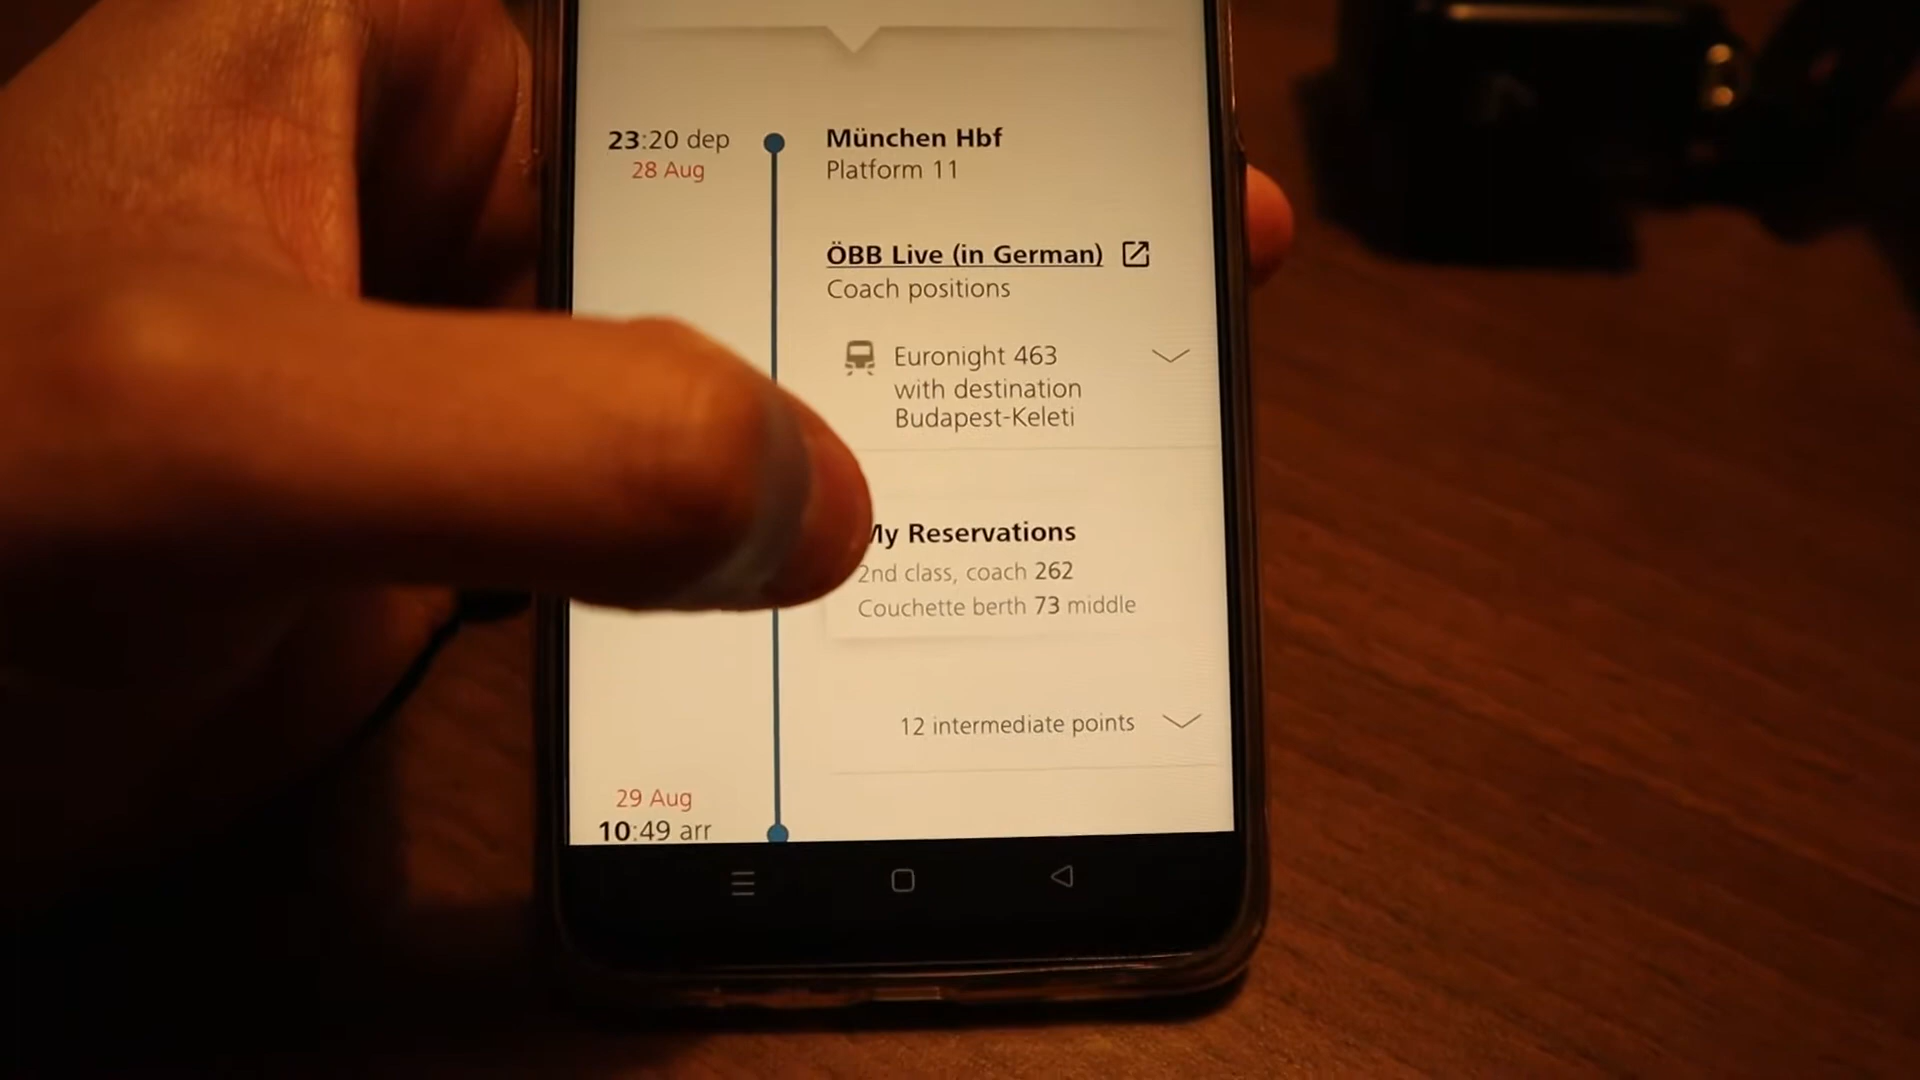 23:20 dep
28 Aug
München Hbf
Platform 11
ÖBB Live (in German)
Coach positions
Euronight 463
with destination
Budapest-Keleti
My Reservations
2nd class, coach 262
Couchette berth 73 middle
12 intermediate points
29 Aug
10:49 arr